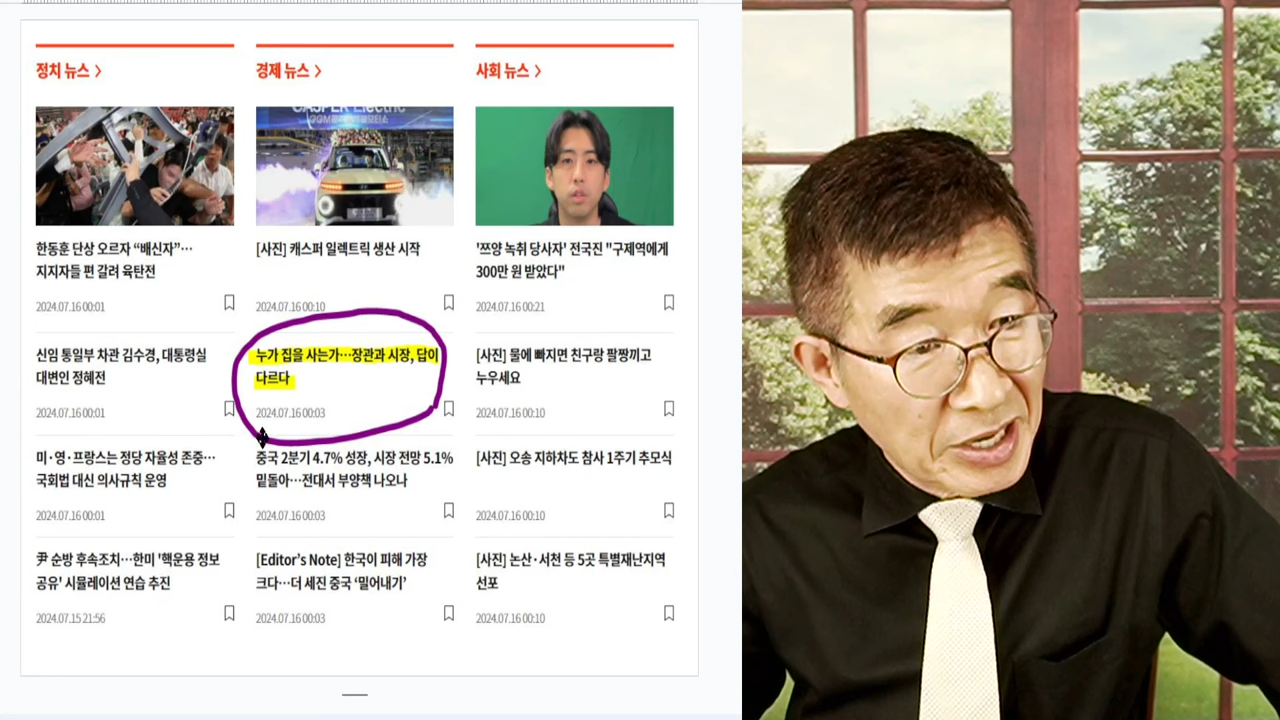 정치 뉴스 >
한동훈 단상 오르자 “배신자”…
지지자들 편 갈려 육탄전
2024.07.16 00:01
신임 통일부 차관 김수경, 대통령실
대변인 정혜전
2024.07.16 00:01
미·영·프랑스는 정당 자율성 존중…
국회법 대신 의사규칙 운영
2024.07.16 00:01
尹 순방 후속조치…한미 '핵운용 정보
공유' 시뮬레이션 연습 추진
2024.07.15 21:56
경제 뉴스 >
CASPER Electric
[사진] 캐스퍼 일렉트릭 생산 시작
2024.07.16 00:10
누가 집을 사는가…장관과 시장, 답이
다르다
2024.07.16 00:03
중국 2분기 4.7% 성장, 시장 전망 5.1%
밑돌아…전대서 부양책 나오나
2024.07.16 00:03
[Editor’s Note] 한국이 피해 가장
크다…더 세진 중국 ‘밀어내기’
2024.07.16 00:03
사회 뉴스 >
'쯔양 녹취 당사자' 전국진 "구제역에게
300만 원 받았다"
2024.07.16 00:21
[사진] 물에 빠지면 친구랑 팔짱끼고
누우세요
2024.07.16 00:10
[사진] 오송 지하차도 참사 1주기 추모식
2024.07.16 00:10
[사진] 논산·서천 등 5곳 특별재난지역
선포
2024.07.16 00:10